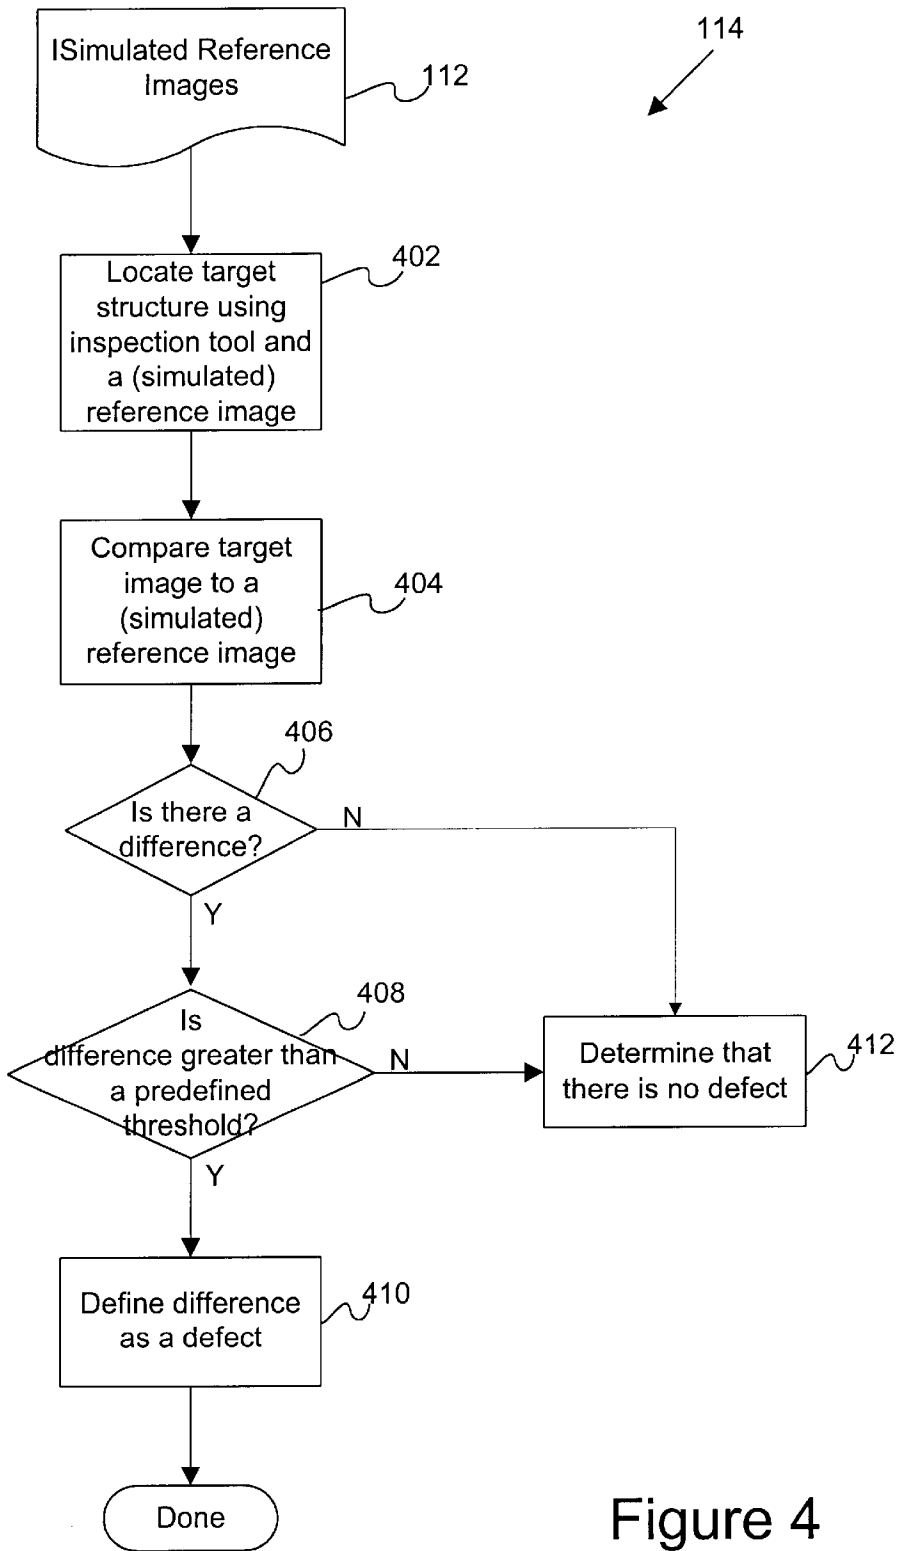 ISimulated Reference
Images
112
114
Locate target
structure using
inspection tool and
a (simulated)
reference image
402
Compare target
image to a
(simulated)
reference image
404
406
Is there a
difference?
N
Y
408
Is
difference greater than
a predefined
threshold?
N
Y
Determine that
there is no defect
412
Define difference
as a defect
410
Done
Figure 4